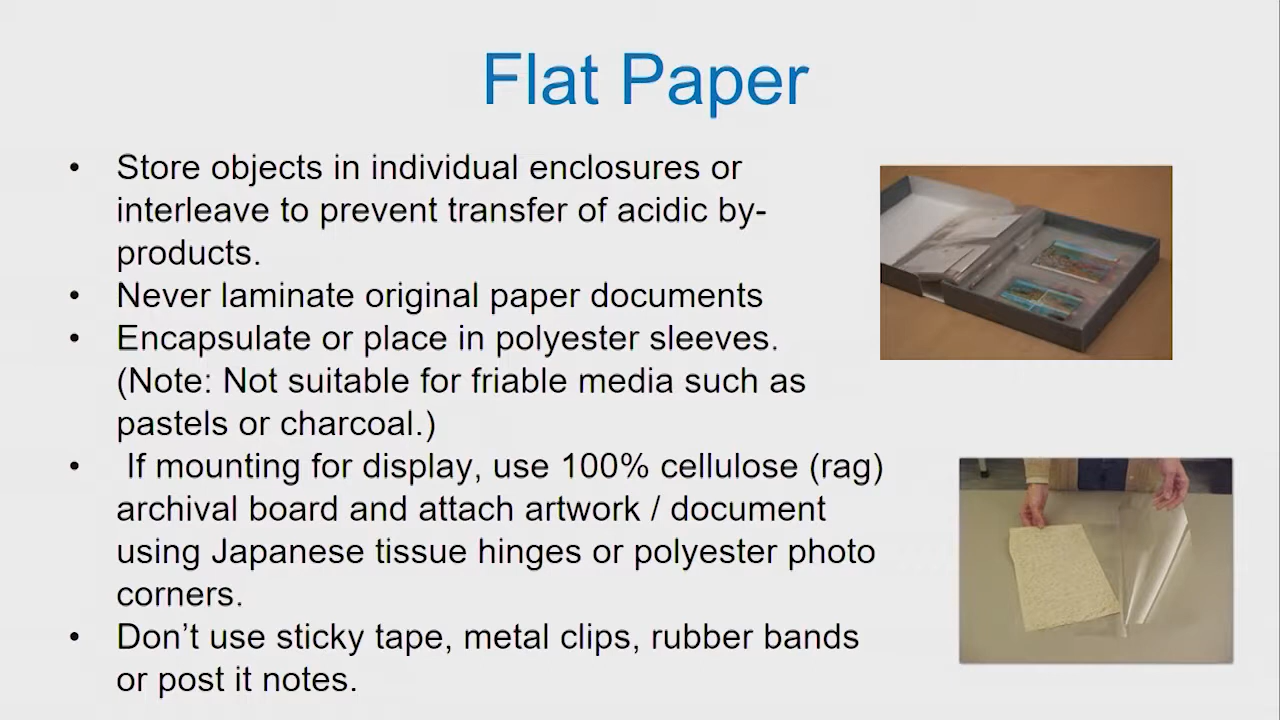 Flat Paper
• Store objects in individual enclosures or
interleave to prevent transfer of acidic by-
products.
• Never laminate original paper documents
• Encapsulate or place in polyester sleeves.
(Note: Not suitable for friable media such as
pastels or charcoal.)
• If mounting for display, use 100% cellulose (rag)
archival board and attach artwork / document
using Japanese tissue hinges or polyester photo
corners.
• Don’t use sticky tape, metal clips, rubber bands
or post it notes.